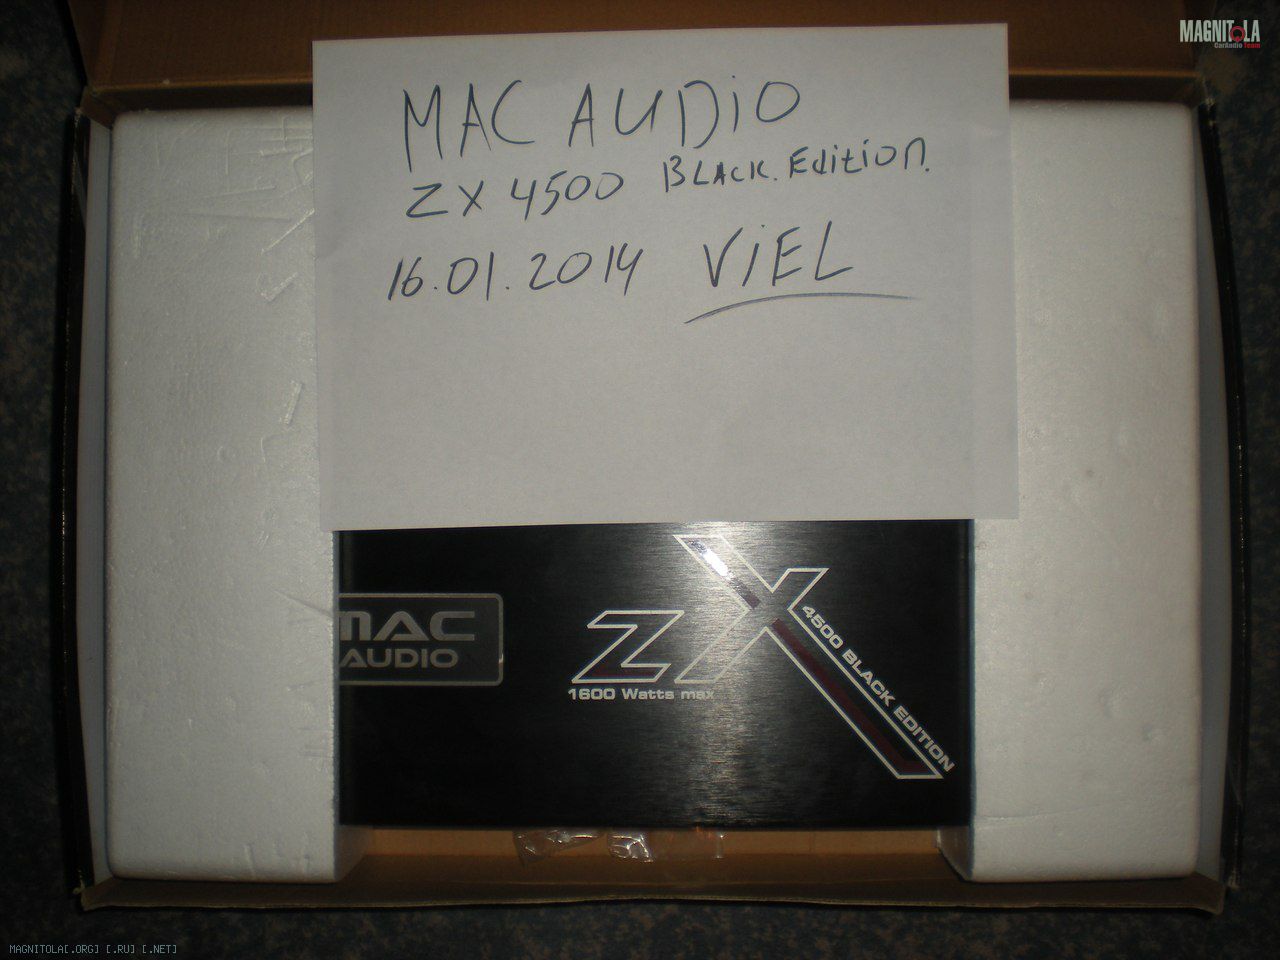 MAGNITOLA
CarAudio Team
MAC AUDiO
ZX 4500 BLACK. Edition.
16.01.2014 ViEL
MAC
AUDIO
ZX
4500 BLACK EDITION
1600 Watts max
MAGNITOLA[.ORG] [.RU] [.NET]